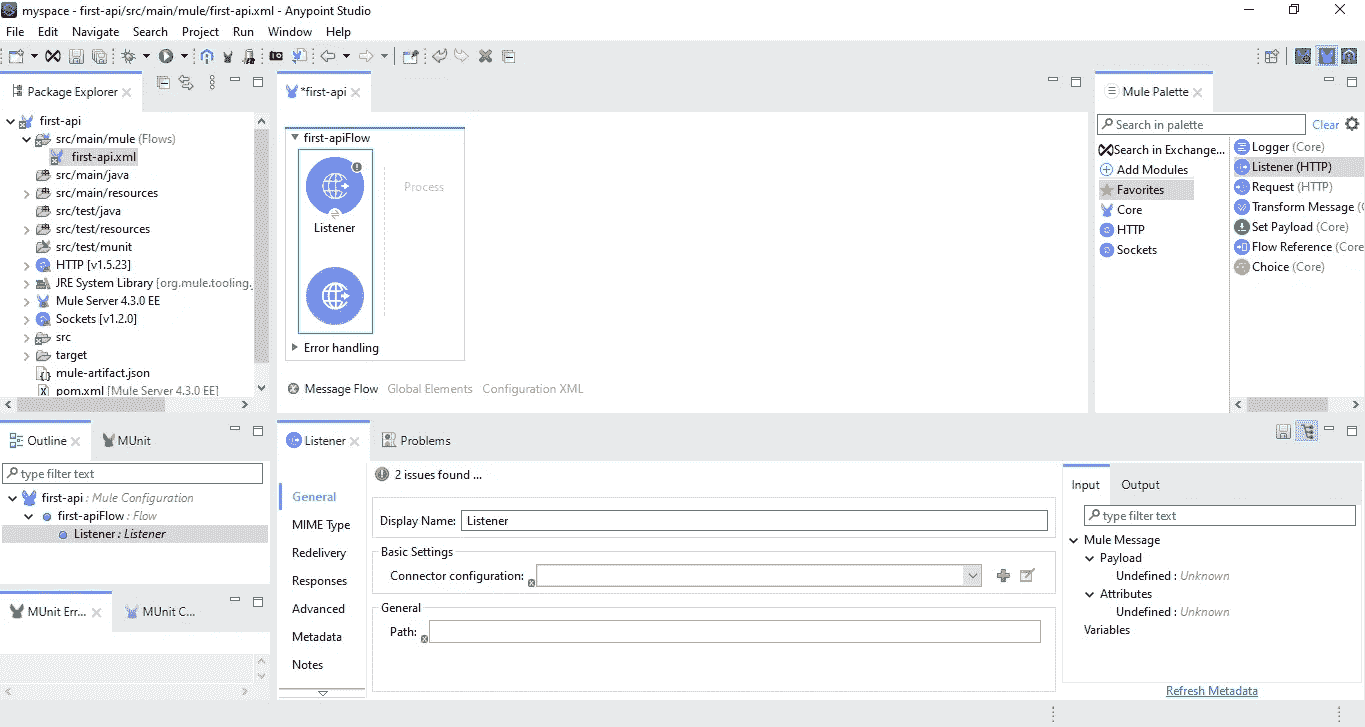 myspace - first-api/src/main/mule/first-api.xml - Anypoint Studio
File Edit Navigate Search Project Run Window Help
Package Explorer
first-api
src/main/mule (Flows)
first-api.xml
src/main/java
src/main/resources
src/test/java
src/test/resources
src/test/munit
HTTP [v1.5.23]
JRE System Library [org.mule.tooling.
Mule Server 4.3.0 EE
Sockets [v1.2.0]
src
target
mule-artifact.json
pom.xml [Mule Server 4.3.0 EE]
*first-api
first-apiFlow
Listener
Process
Error handling
Message Flow Global Elements Configuration XML
Mule Palette
Search in palette
Clear
Search in Exchange...
Add Modules
Favorites
Core
HTTP
Sockets
Logger (Core)
Listener (HTTP)
Request (HTTP)
Transform Message (C
Set Payload (Core)
Flow Reference (Core
Choice (Core)
Outline
MUnit
type filter text
first-api : Mule Configuration
first-apiFlow : Flow
Listener : Listener
MUnit Err...
MUnit C...
Listener
Problems
2 issues found ...
General
MIME Type
Redelivery
Responses
Advanced
Metadata
Notes
Display Name: Listener
Basic Settings
Connector configuration:
General
Path:
Input Output
type filter text
Mule Message
Payload
Undefined : Unknown
Attributes
Undefined : Unknown
Variables
Refresh Metadata